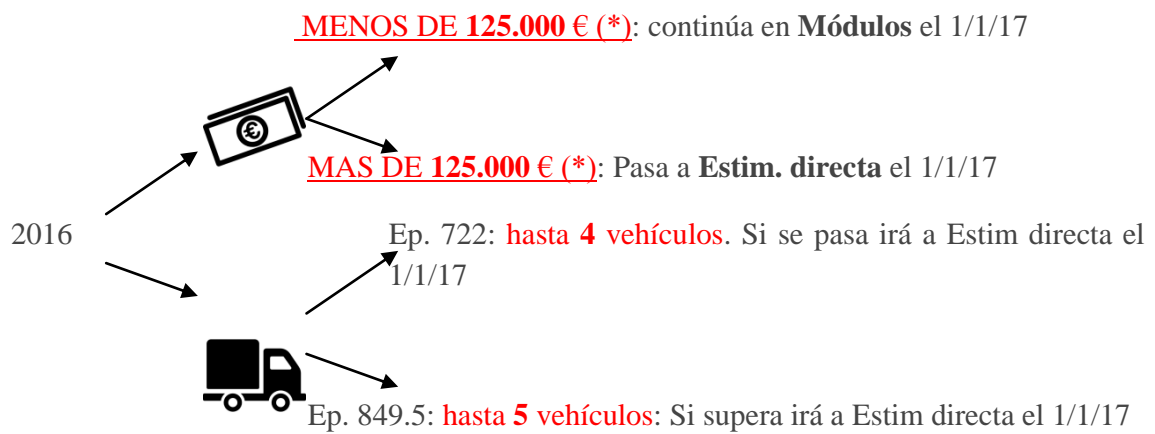 MENOS DE 125.000 € (*): continúa en Módulos el 1/1/17
MAS DE 125.000 € (*): Pasa a Estim. directa el 1/1/17
2016
Ep. 722: hasta 4 vehículos. Si se pasa irá a Estim directa el
1/1/17
Ep. 849.5: hasta 5 vehículos: Si supera irá a Estim directa el 1/1/17